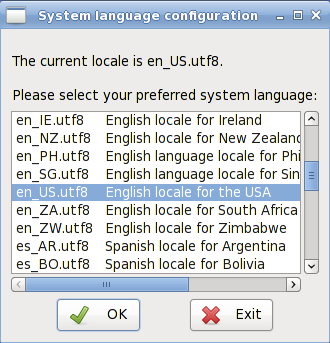 System language configuration
The current locale is en_US.utf8.
Please select your preferred system language:
en_IE.utf8 English locale for Ireland
en_NZ.utf8 English locale for New Zealand
en_PH.utf8 English language locale for Phi
en_SG.utf8 English language locale for Sin
en_US.utf8 English locale for the USA
en_ZA.utf8 English locale for South Africa
en_ZW.utf8 English locale for Zimbabwe
es_AR.utf8 Spanish locale for Argentina
es_BO.utf8 Spanish locale for Bolivia
OK Exit